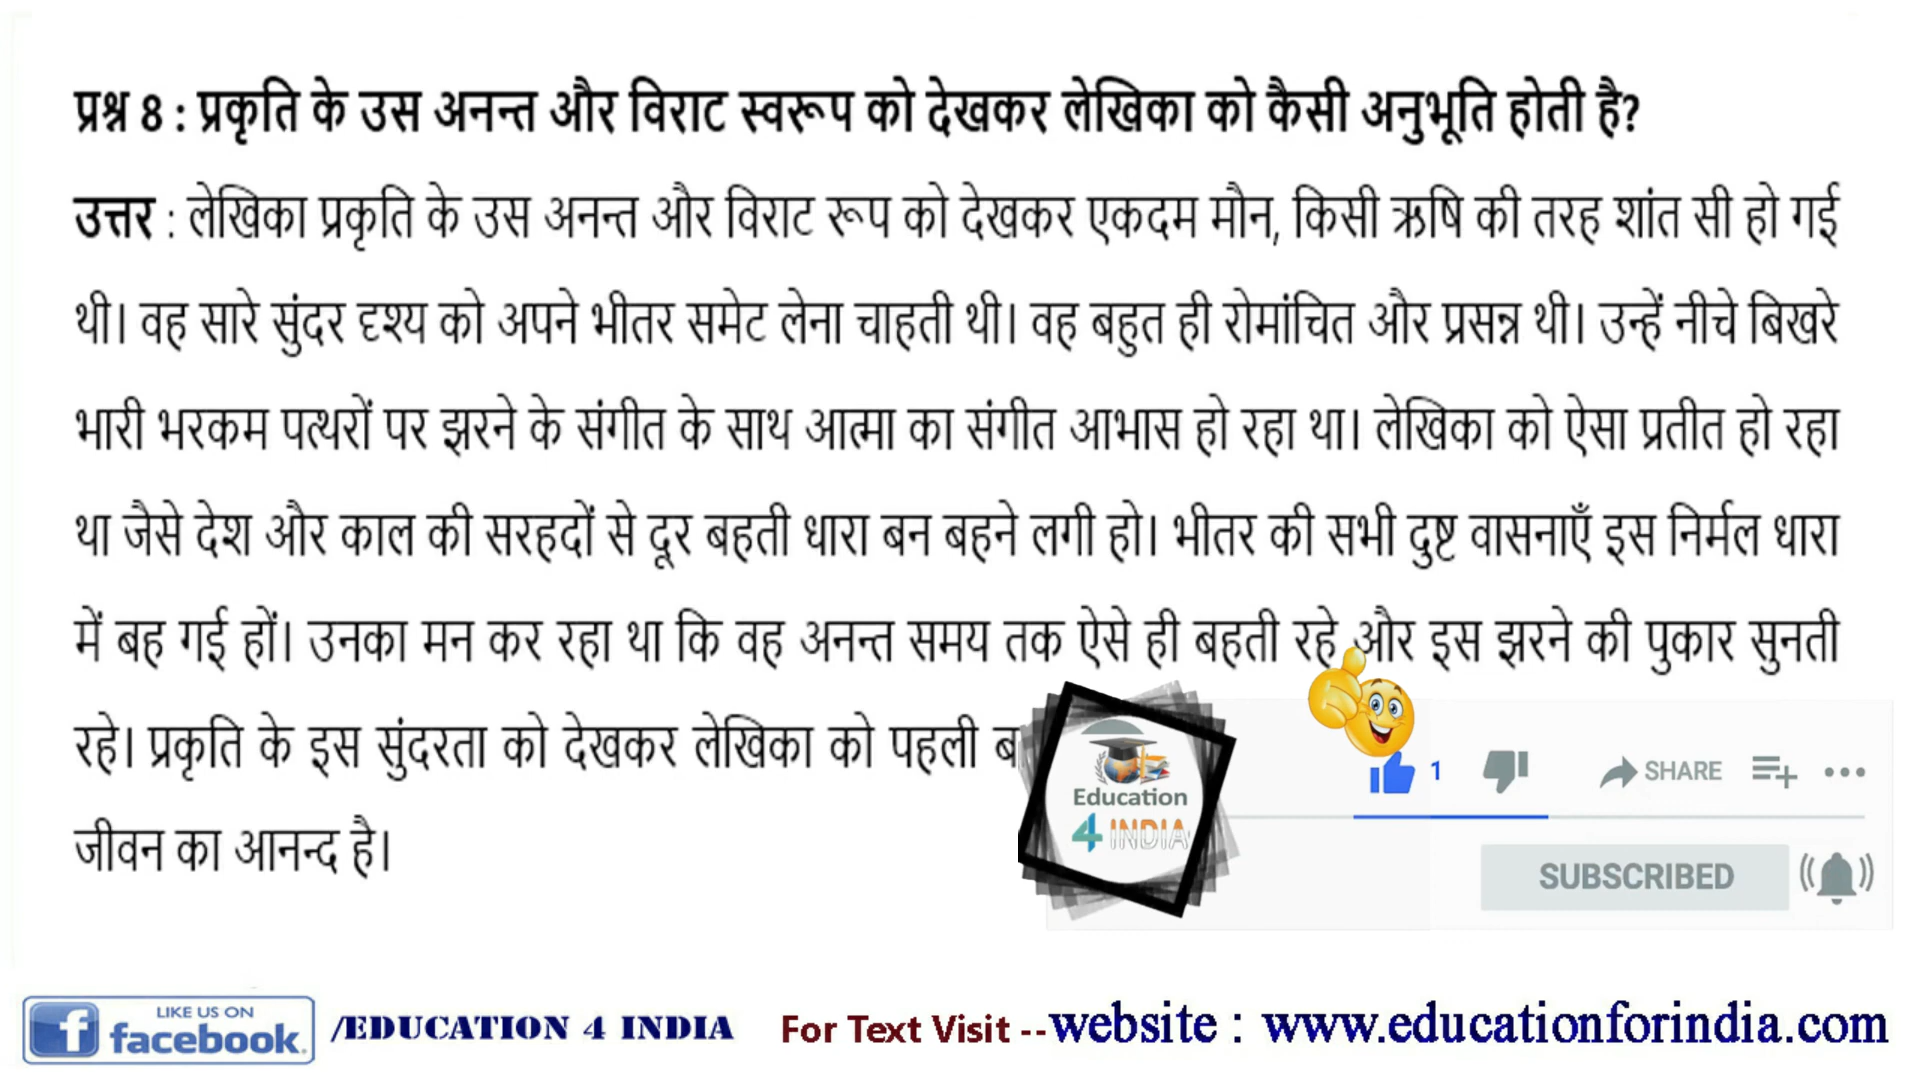 प्रश्न 8 : प्रकृति के उस अनन्त और विराट स्वरूप को देखकर लेखिका को कैसी अनुभूति होती है?
उत्तर : लेखिका प्रकृति के उस अनन्त और विराट रूप को देखकर एकदम मौन, किसी ऋषि की तरह शांत सी हो गई
थी। वह सारे सुंदर दृश्य को अपने भीतर समेट लेना चाहती थी। वह बहुत ही रोमांचित और प्रसन्न थी। उन्हें नीचे बिखरे
भारी भरकम पत्थरों पर झरने के संगीत के साथ आत्मा का संगीत आभास हो रहा था। लेखिका को ऐसा प्रतीत हो रहा
था जैसे देश और काल की सरहदों से दूर बहती धारा बन बहने लगी हो। भीतर की सभी दुष्ट वासनाएँ इस निर्मल धारा
में बह गई हों। उनका मन कर रहा था कि वह अनन्त समय तक ऐसे ही बहती रहे और इस झरने की पुकार सुनती
रहे। प्रकृति के इस सुंदरता को देखकर लेखिका को पहली
जीवन का आनन्द है।
Education
4 INDIA
1
SHARE
SUBSCRIBED
LIKE US ON
facebook.
/EDUCATION 4 INDIA
For Text Visit --website : www.educationforindia.com